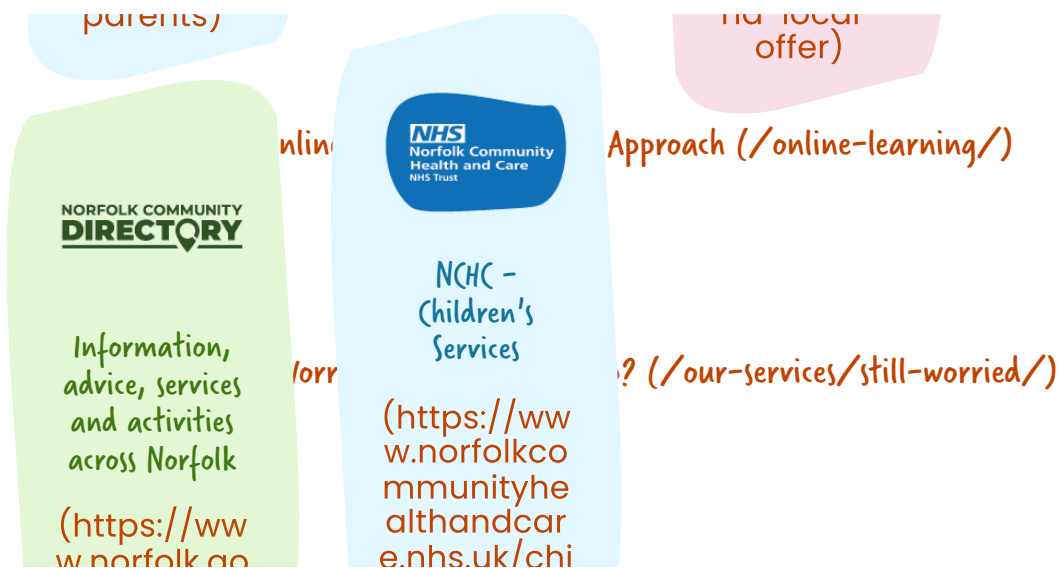 parents)
offer)
Approach (/online-learning/)
NHS
Norfolk Community
Health and Care
NHS Trust
NORFOLK COMMUNITY
DIRECTORY
NCHC -
Children's
Services
Information,
advice, services
and activities
across Norfolk
? (/our-services/still-worried/)
(https://ww
w.norfolkco
mmunityhe
althandcar
e.nhs.uk/chi
(https://ww
w.norfolk.go